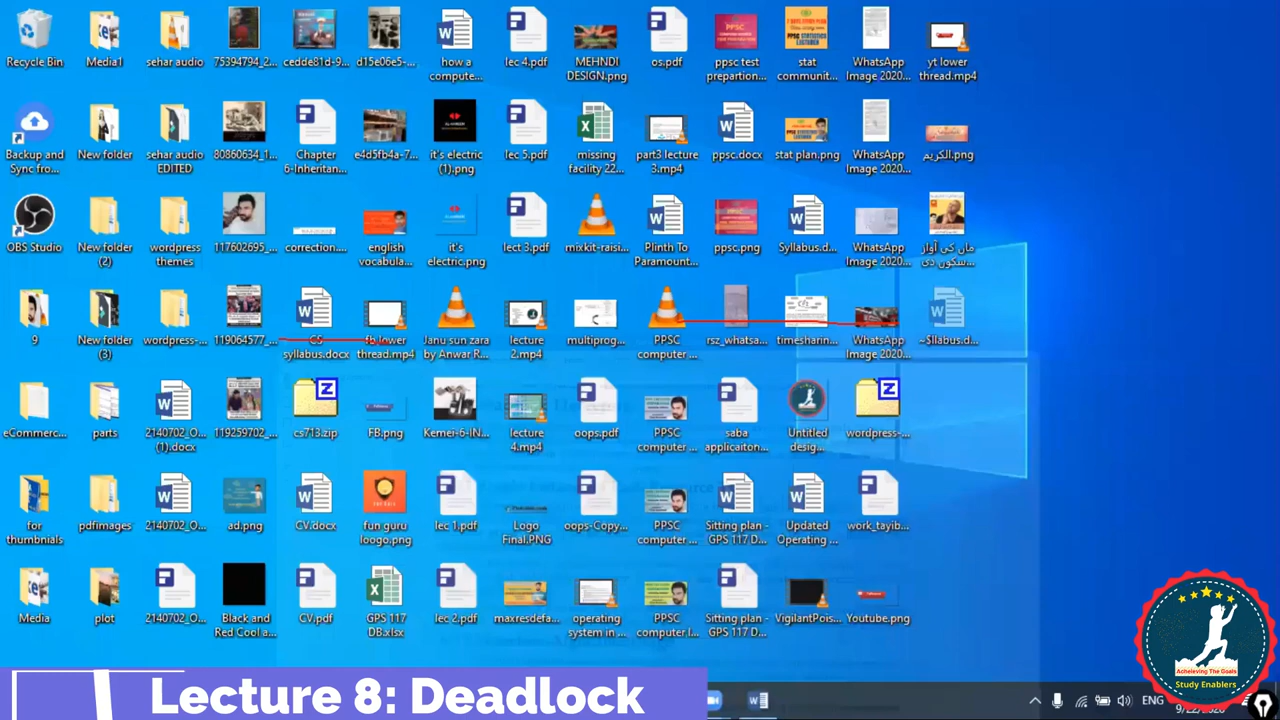 Recycle Bin
Media1
sehar audio
75394794_2...
cedde81d-9...
d15e06e5-...
how a
compute...
lec 4.pdf
MEHNDI
DESIGN.png
os.pdf
ppsc test
prepartion...
stat
communit...
WhatsApp
Image 2020...
yt lower
thread.mp4
Backup and
Sync fro...
New folder
sehar audio
EDITED
80860634_1...
Chapter
6-Inheritan...
e4d5fb4a-7...
it's electric
(1).png
lec 5.pdf
missing
facility 22...
part3 lecture
3.mp4
ppsc.docx
stat plan.png
WhatsApp
Image 2020...
الكريم.png
OBS Studio
New folder
(2)
wordpress
themes
117602695_...
correction....
english
vocabula...
it's
electric.png
lect 3.pdf
mixkit-raisi...
Plinth To
Paramount...
ppsc.png
Syllabus.d...
WhatsApp
Image 2020...
9
New folder
(3)
wordpress-...
119064577_...
CS
syllabus.docx
fb lower
thread.mp4
Janu sun zara
by Anwar R...
lecture
2.mp4
multiprog...
PPSC
computer ...
rsz_whatsa...
timesharin...
WhatsApp
Image 2020...
~$llabus.d...
eCommerc...
parts
2140702_O...
(1).docx
119259702_...
cs713.zip
FB.png
Kemei-6-IN...
lecture
4.mp4
oops.pdf
PPSC
computer ...
saba
applicaiton...
Untitled
desig...
wordpress-...
for
thumbnials
pdfimages
2140702_O...
ad.png
CV.docx
fun guru
loogo.png
lec 1.pdf
Logo
Final.PNG
oops-Copy...
PPSC
computer ...
Sitting plan -
GPS 117 D...
Updated
Operating ...
work_tayib...
Media
plot
2140702_O...
Black and
Red Cool a...
CV.pdf
GPS 117
DB.xlsx
lec 2.pdf
maxresdefa...
operating
system in ...
PPSC
computer l...
Sitting plan -
GPS 117 D...
VigilantPois...
Youtube.png
Lecture 8: Deadlock
ENG
Acheieving The Goals
Study Enablers